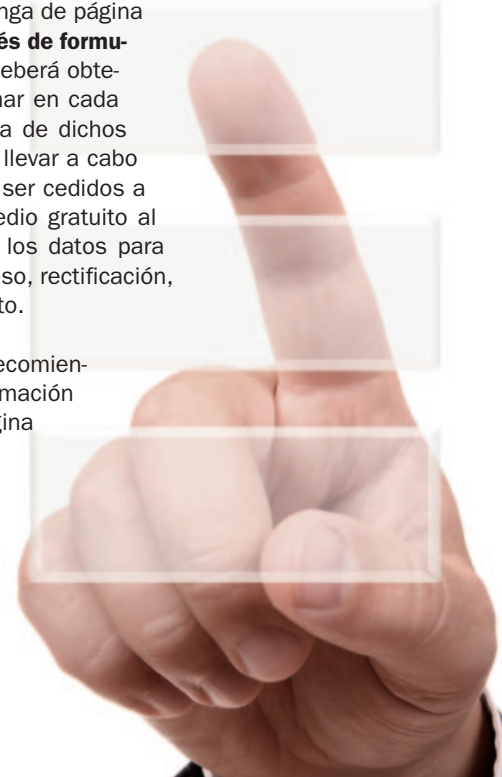 nga de página
és de formu-
eberá obte-
nar en cada
a de dichos
llevar a cabo
ser cedidos a
edio gratuito al
los datos para
so, rectificación,
to.
ecomien-
mación
gina